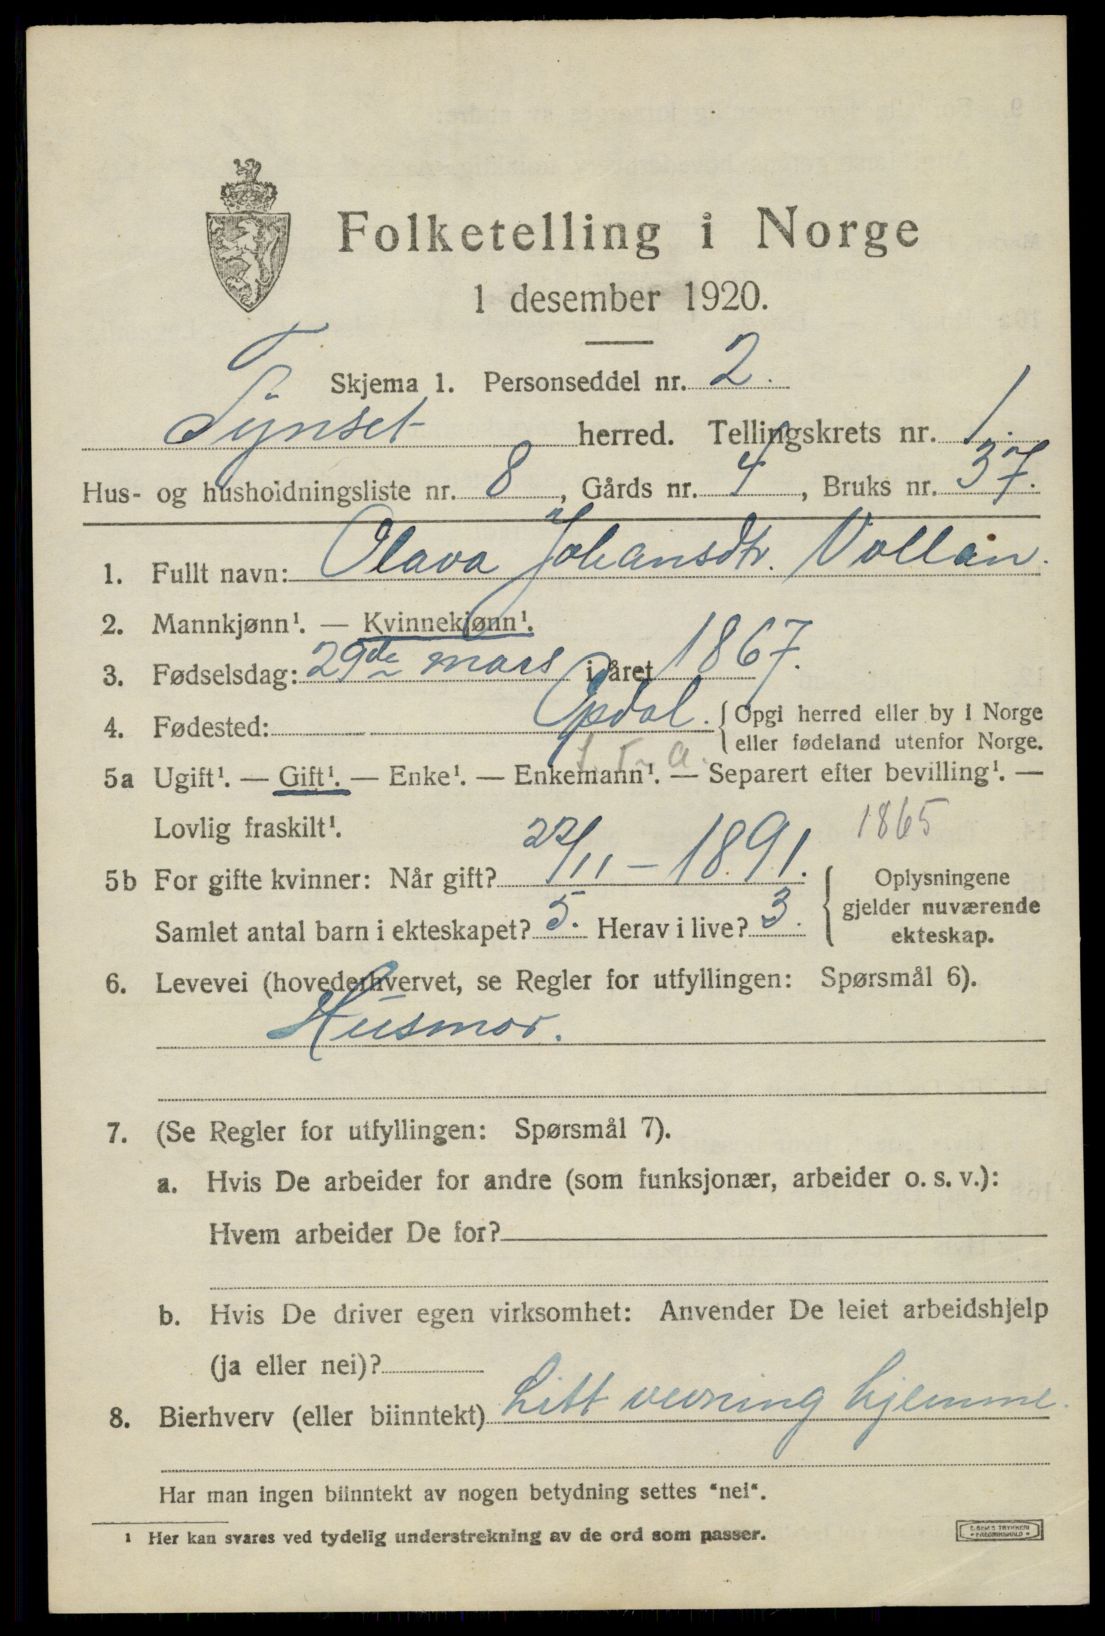 Folketelling i Norge
1 desember 1920.
Skjema 1. Personseddel nr. 2.
Tynset herred. Tellingskrets nr. 1.
Hus- og husholdningsliste nr. 8, Gårds nr. 4, Bruks nr. 37.
1. Fullt navn: Olava Johansdtr. Vollan.
2. Mannkjønn¹. — Kvinnekjønn¹.
3. Fødselsdag: 29de mars i året 1867.
4. Fødested: Opdal. { Opgi herred eller by i Norge
eller fødeland utenfor Norge.
5a Ugift¹. — Gift¹. — Enke¹. — Enkemann¹. — Separert efter bevilling¹. —
Lovlig fraskilt¹. 1865
5b For gifte kvinner: Når gift? 22/11 – 1891. { Oplysningene
gjelder nuværende
ekteskap.
Samlet antal barn i ekteskapet? 5. Herav i live? 3.
6. Levevei (hovederhvervet, se Regler for utfyllingen: Spørsmål 6).
Husmor.
7. (Se Regler for utfyllingen: Spørsmål 7).
a. Hvis De arbeider for andre (som funksjonær, arbeider o. s. v.):
Hvem arbeider De for?
b. Hvis De driver egen virksomhet: Anvender De leiet arbeidshjelp
(ja eller nei)?
8. Bierhverv (eller biinntekt) Litt vevning hjemme.
Har man ingen biinntekt av nogen betydning settes "nei".
¹ Her kan svares ved tydelig understrekning av de ord som passer.